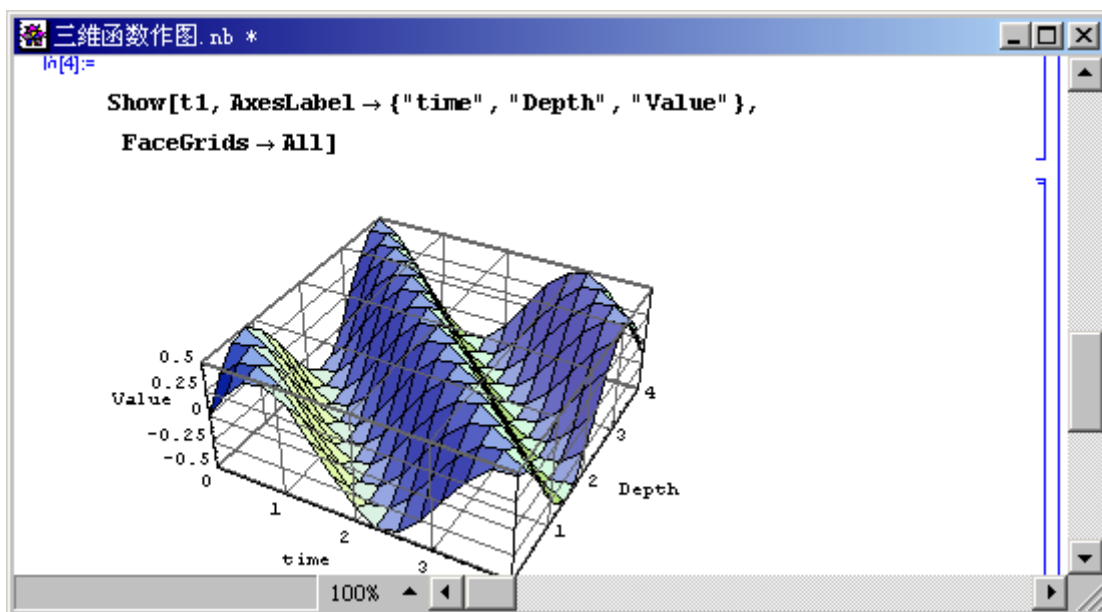 三維函数作图.nb *
In[4]:=
Show[t1, AxesLabel → {"time", "Depth", "Value"},
FaceGrids → All]
0.5
0.25
Value 0
-0.25
-0.5
0
1
2
3
time
1
2
3
4
Depth
100%